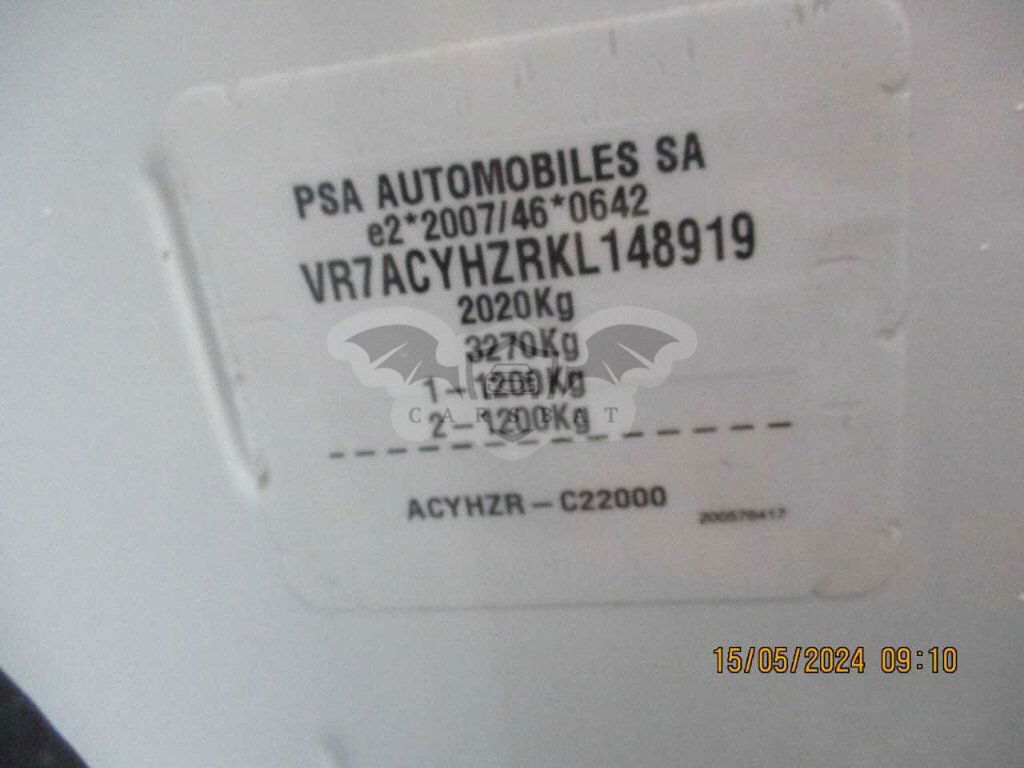 PSA AUTOMOBILES SA
e2*2007/46*0642
VR7ACYHZRKL148919
2020Kg
3270Kg
1-1200Kg
CARSBAT
2-1200Kg
ACYHZR-C22000
15/05/2024 09:10